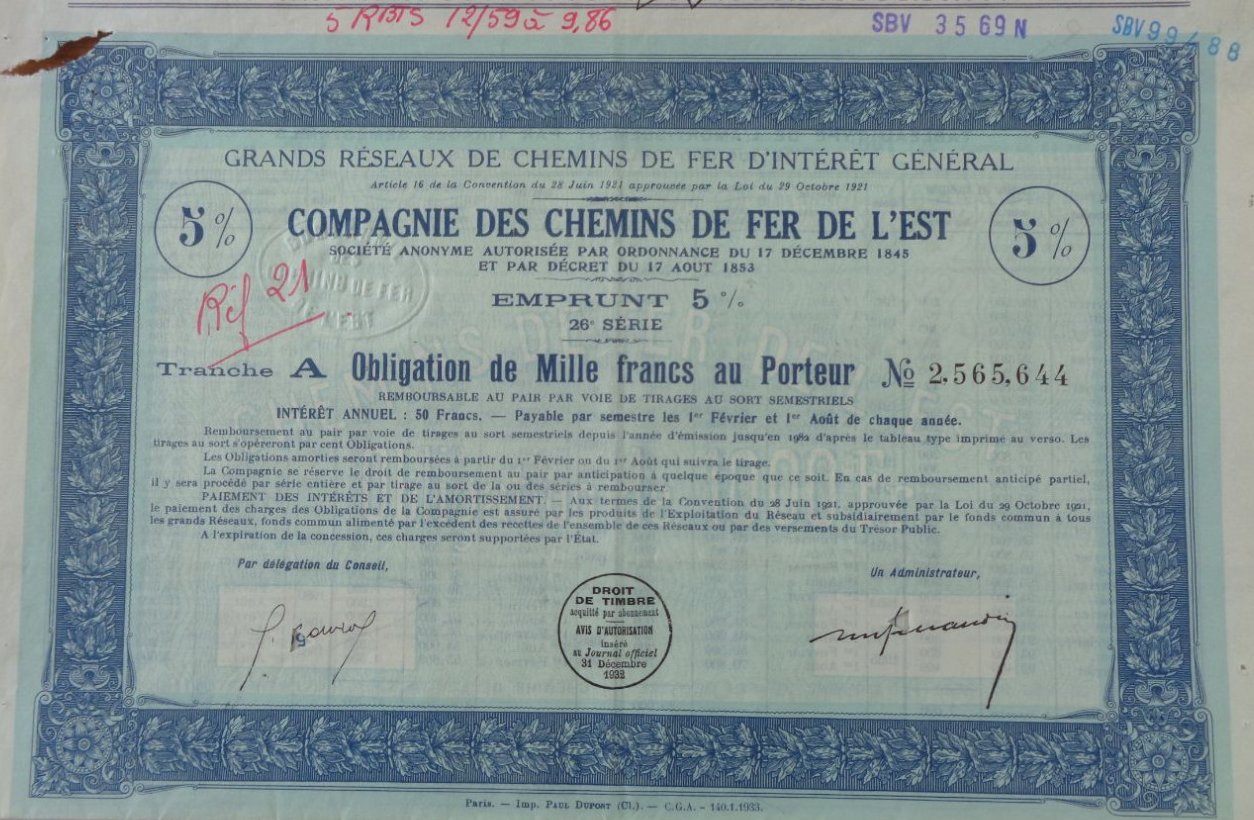 5 RBTS 12/59 à 9,86
SBV 3569N
SBV 99488
GRANDS RÉSEAUX DE CHEMINS DE FER D'INTÉRÊT GÉNÉRAL
Article 16 de la Convention du 28 Juin 1921 approuvée par la Loi du 29 Octobre 1921
5 %
COMPAGNIE DES CHEMINS DE FER DE L'EST
5 %
SOCIÉTÉ ANONYME AUTORISÉE PAR ORDONNANCE DU 17 DÉCEMBRE 1845
ET PAR DÉCRET DU 17 AOUT 1853
Réf 21
EMPRUNT 5 %
26e SÉRIE
Tranche A Obligation de Mille francs au Porteur No 2,565,644
REMBOURSABLE AU PAIR PAR VOIE DE TIRAGES AU SORT SEMESTRIELS
INTÉRÊT ANNUEL : 50 Francs. — Payable par semestre les 1er Février et 1er Août de chaque année.
Remboursement au pair par voie de tirages au sort semestriels depuis l'année d'émission jusqu'en 1982 d'après le tableau type imprimé au verso. Les
tirages au sort s'opéreront par cent Obligations.
Les Obligations amorties seront remboursées à partir du 1er Février ou du 1er Août qui suivra le tirage.
La Compagnie se réserve le droit de remboursement au pair par anticipation à quelque époque que ce soit. En cas de remboursement anticipé partiel,
il y sera procédé par série entière et par tirage au sort de la ou des séries à rembourser.
PAIEMENT DES INTÉRÊTS ET DE L'AMORTISSEMENT. — Aux termes de la Convention du 28 Juin 1921, approuvée par la Loi du 29 Octobre 1921,
le paiement des charges des Obligations de la Compagnie est assuré par les produits de l'Exploitation du Réseau et subsidiairement par le fonds commun à tous
les grands Réseaux, fonds commun alimenté par l'excédent des recettes de l'ensemble de ces Réseaux ou par des versements du Trésor Public.
A l'expiration de la concession, ces charges seront supportées par l'État.
Par délégation du Conseil,
Un Administrateur,
DROIT
DE TIMBRE
acquitté par abonnement
AVIS D'AUTORISATION
inséré
au Journal officiel
31 Décembre
1932
Paris. — Imp. PAUL DUPONT (Cl.). — C.G.A. — 140.1.1933.